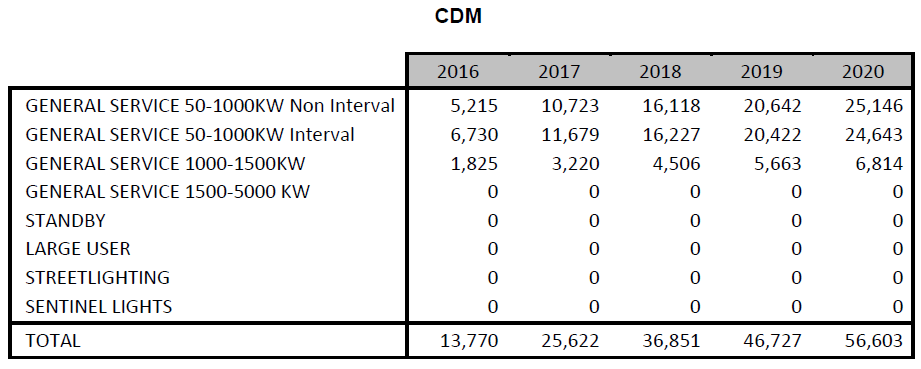 CDM
2016 2017 2018 2019 2020
GENERAL SERVICE 50-1000KW Non Interval 5,215 10,723 16,118 20,642 25,146
GENERAL SERVICE 50-1000KW Interval 6,730 11,679 16,227 20,422 24,643
GENERAL SERVICE 1000-1500KW 1,825 3,220 4,506 5,663 6,814
GENERAL SERVICE 1500-5000 KW 0 0 0 0 0
STANDBY 0 0 0 0 0
LARGE USER 0 0 0 0 0
STREETLIGHTING 0 0 0 0 0
SENTINEL LIGHTS 0 0 0 0 0
TOTAL 13,770 25,622 36,851 46,727 56,603